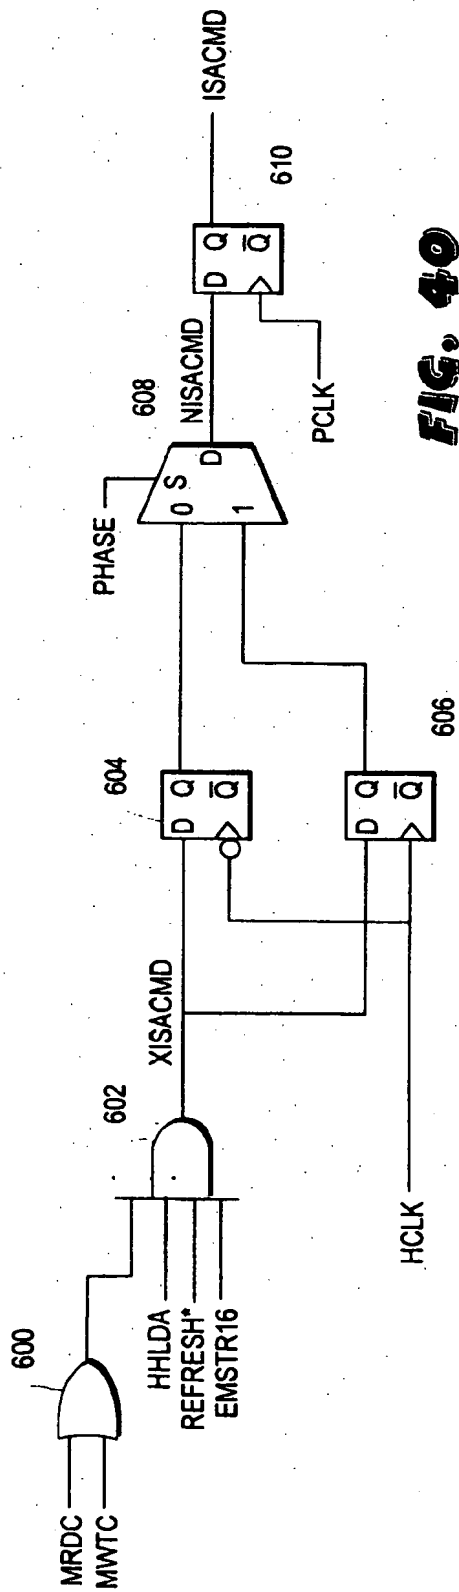 MRDC
MWTC
600
HHLDA
REFRESH*
EMSTR16
602
XISACMD
HCLK
604
D Q
Q
606
D Q
Q
PHASE
608
S
0
1
D
NISACMD
PCLK
610
D Q
Q
ISACMD
FIG. 40